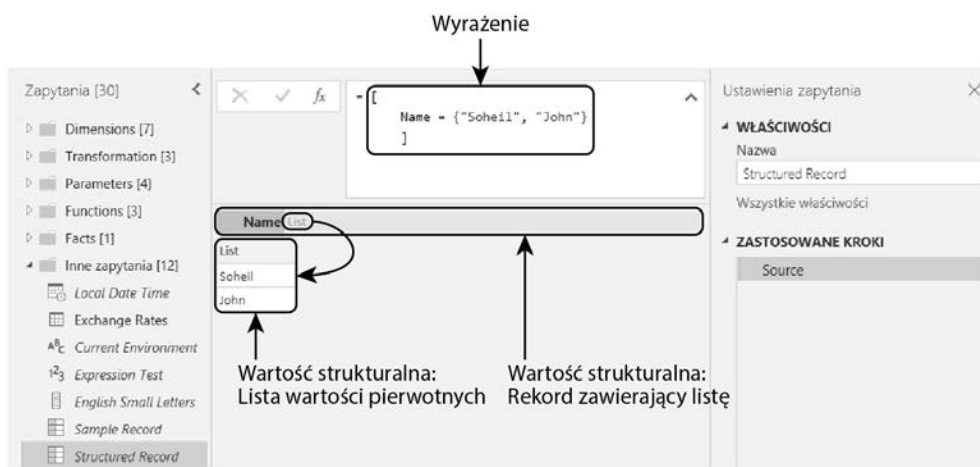 Wyrażenie
Zapytania [30]
Dimensions [7]
Transformation [3]
Parameters [4]
Functions [3]
Facts [1]
Inne zapytania [12]
Local Date Time
Exchange Rates
ABC Current Environment
123 Expression Test
English Small Letters
Sample Record
Structured Record
fx
= [
Name = {"Soheil", "John"}
]
Name List
List
Soheil
John
Wartość strukturalna:
Lista wartości pierwotnych
Wartość strukturalna:
Rekord zawierający listę
Ustawienia zapytania
WŁAŚCIWOŚCI
Nazwa
Structured Record
Wszystkie właściwości
ZASTOSOWANE KROKI
Source